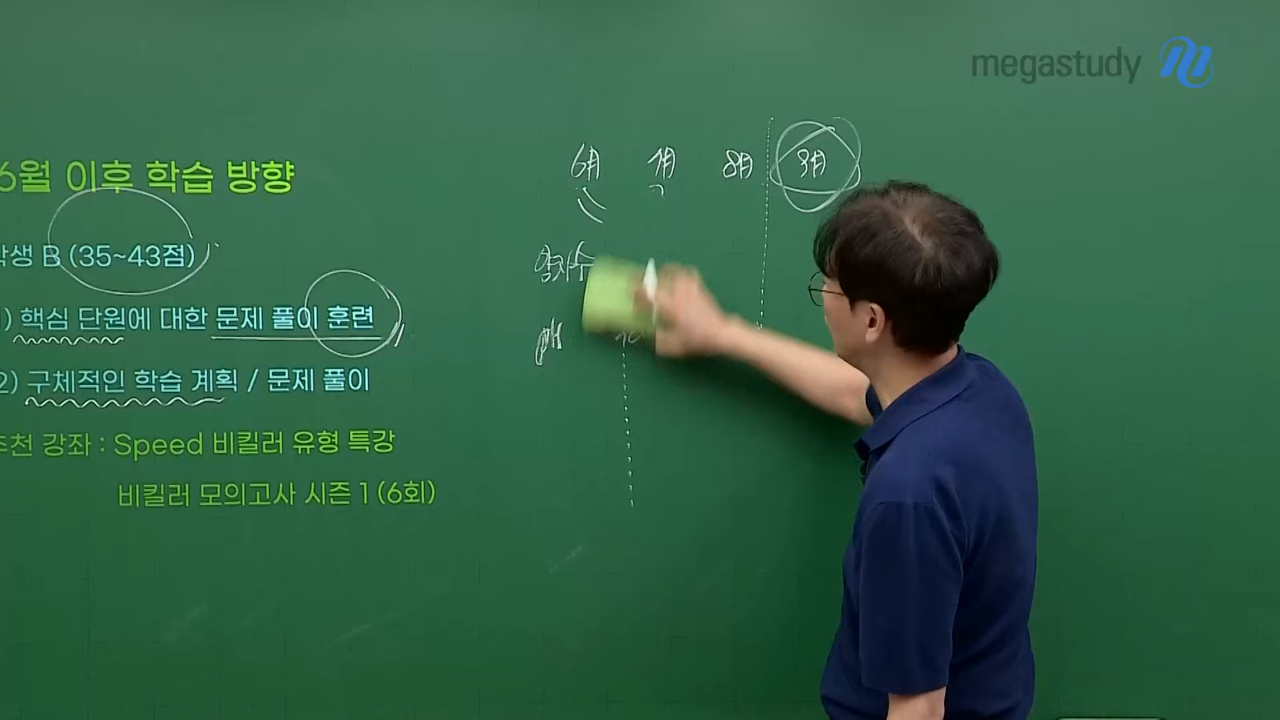 megastudy
6월 이후 학습 방향
학생 B (35~43점)
1) 핵심 단원에 대한 문제 풀이 훈련
2) 구체적인 학습 계획 / 문제 풀이
추천 강좌 : Speed 비킬러 유형 특강
비킬러 모의고사 시즌 1 (6회)
6月 7月 8月 9月